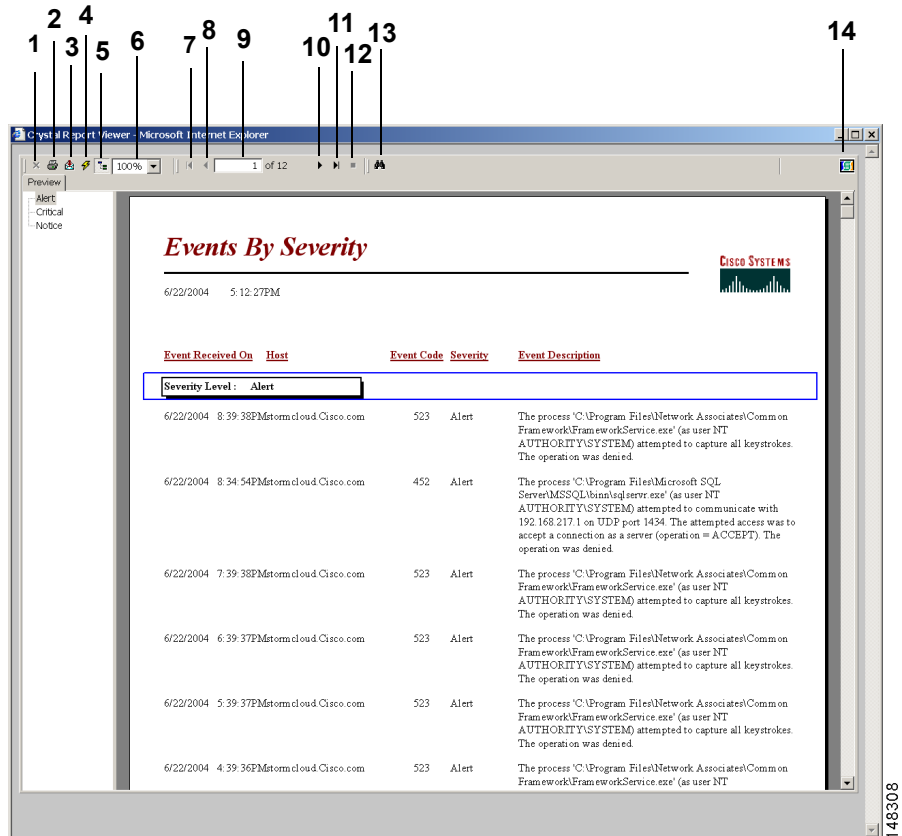 1 2 3 4 5 6 7 8 9 10 11 12 13 14
Crystal Report Viewer - Microsoft Internet Explorer
100% 1 of 12
Preview
Alert
Critical
Notice
Events By Severity
CISCO SYSTEMS
6/22/2004 5:12:27PM
Event Received On Host Event Code Severity Event Description
Severity Level : Alert
6/22/2004 8:39:38PMstormcloud.Cisco.com 523 Alert The process 'C:\Program Files\Network Associates\Common
Framework\FrameworkService.exe' (as user NT
AUTHORITY\SYSTEM) attempted to capture all keystrokes.
The operation was denied.
6/22/2004 8:34:54PMstormcloud.Cisco.com 452 Alert The process 'C:\Program Files\Microsoft SQL
Server\MSSQL\binn\sqlservr.exe' (as user NT
AUTHORITY\SYSTEM) attempted to communicate with
192.168.217.1 on UDP port 1434. The attempted access was to
accept a connection as a server (operation = ACCEPT). The
operation was denied.
6/22/2004 7:39:38PMstormcloud.Cisco.com 523 Alert The process 'C:\Program Files\Network Associates\Common
Framework\FrameworkService.exe' (as user NT
AUTHORITY\SYSTEM) attempted to capture all keystrokes.
The operation was denied.
6/22/2004 6:39:37PMstormcloud.Cisco.com 523 Alert The process 'C:\Program Files\Network Associates\Common
Framework\FrameworkService.exe' (as user NT
AUTHORITY\SYSTEM) attempted to capture all keystrokes.
The operation was denied.
6/22/2004 5:39:37PMstormcloud.Cisco.com 523 Alert The process 'C:\Program Files\Network Associates\Common
Framework\FrameworkService.exe' (as user NT
AUTHORITY\SYSTEM) attempted to capture all keystrokes.
The operation was denied.
6/22/2004 4:39:36PMstormcloud.Cisco.com 523 Alert The process 'C:\Program Files\Network Associates\Common
Framework\FrameworkService.exe' (as user NT
148308